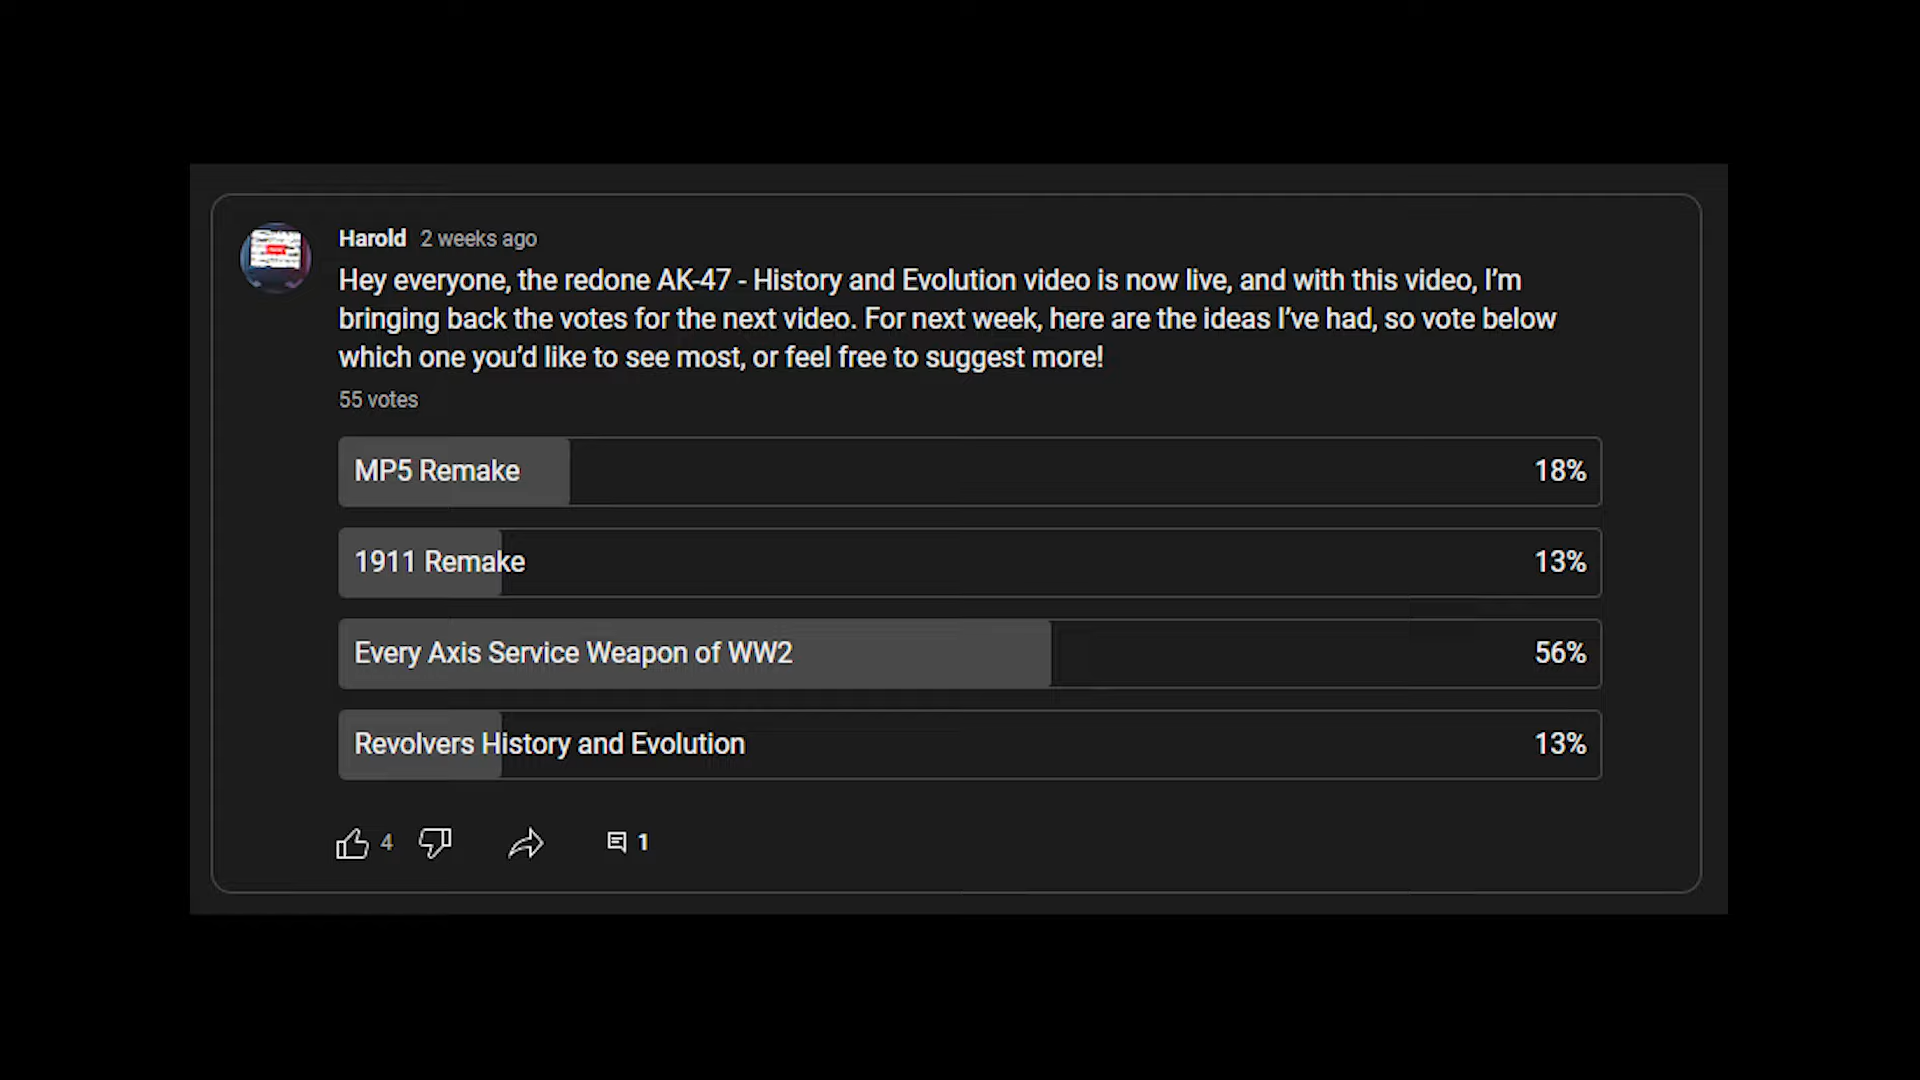 Harold 2 weeks ago
Hey everyone, the redone AK-47 - History and Evolution video is now live, and with this video, I’m
bringing back the votes for the next video. For next week, here are the ideas I’ve had, so vote below
which one you’d like to see most, or feel free to suggest more!
55 votes
MP5 Remake 18%
1911 Remake 13%
Every Axis Service Weapon of WW2 56%
Revolvers History and Evolution 13%
4 1